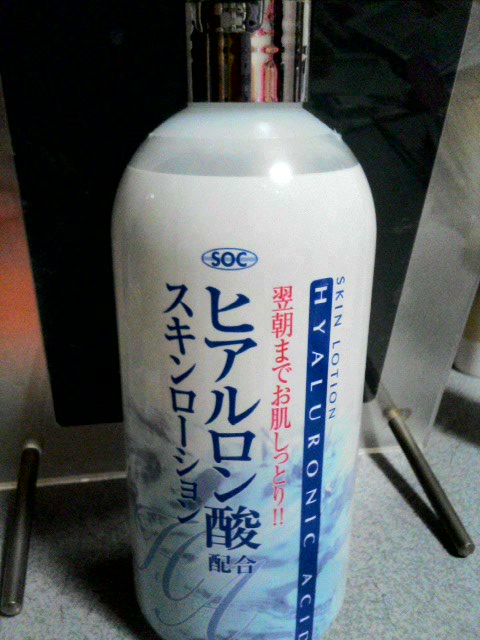 SOC
SKIN LOTION
HYALURONIC ACID
翌朝までお肌しっとり!!
ヒアルロン酸
配合
スキンローション
HA